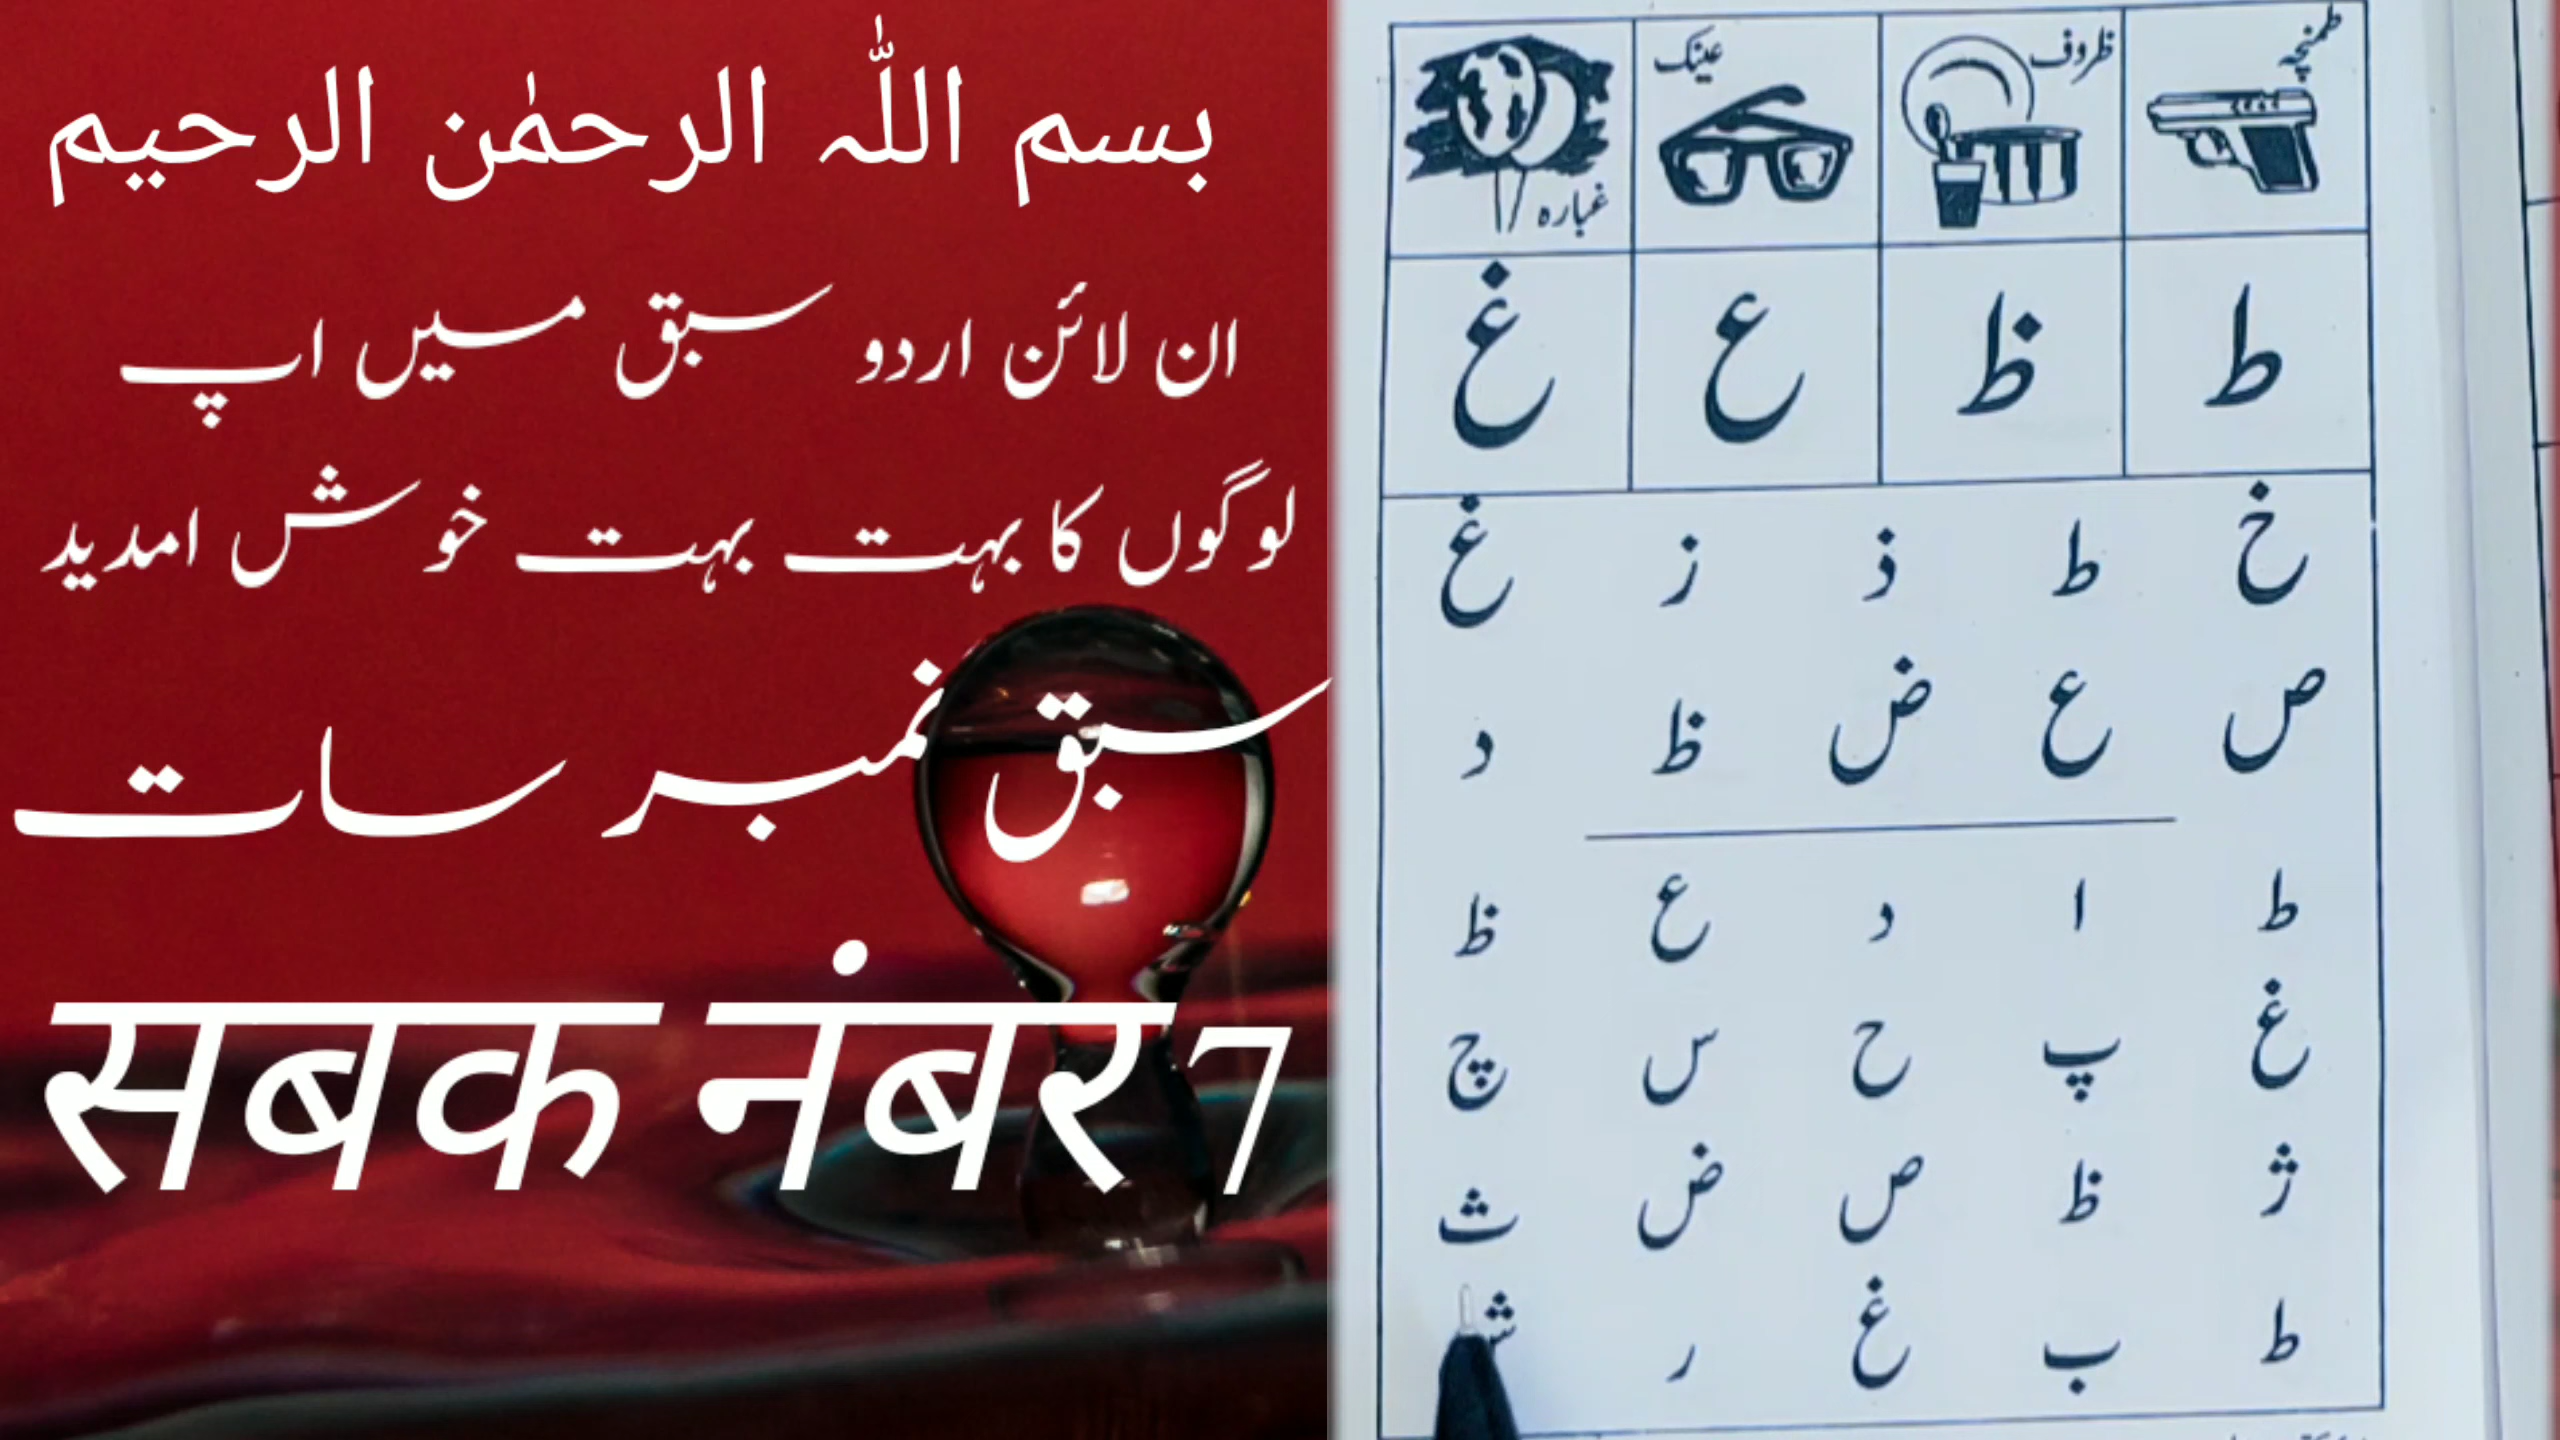 بسم اللہ الرحمٰن الرحیم
ان لائن اردو سبق میں اپ
لوگوں کا بہت بہت خوش امدید
سبق نمبر سات
सबक नंबर 7
طمنچہ ظروف عینک غبارہ
ط ظ ع غ
خ ط ذ ز غ
ص ع ض ظ د
ط ا د ع ظ
غ پ ح س چ
ژ ظ ص ض ث
ط ب غ ر ش